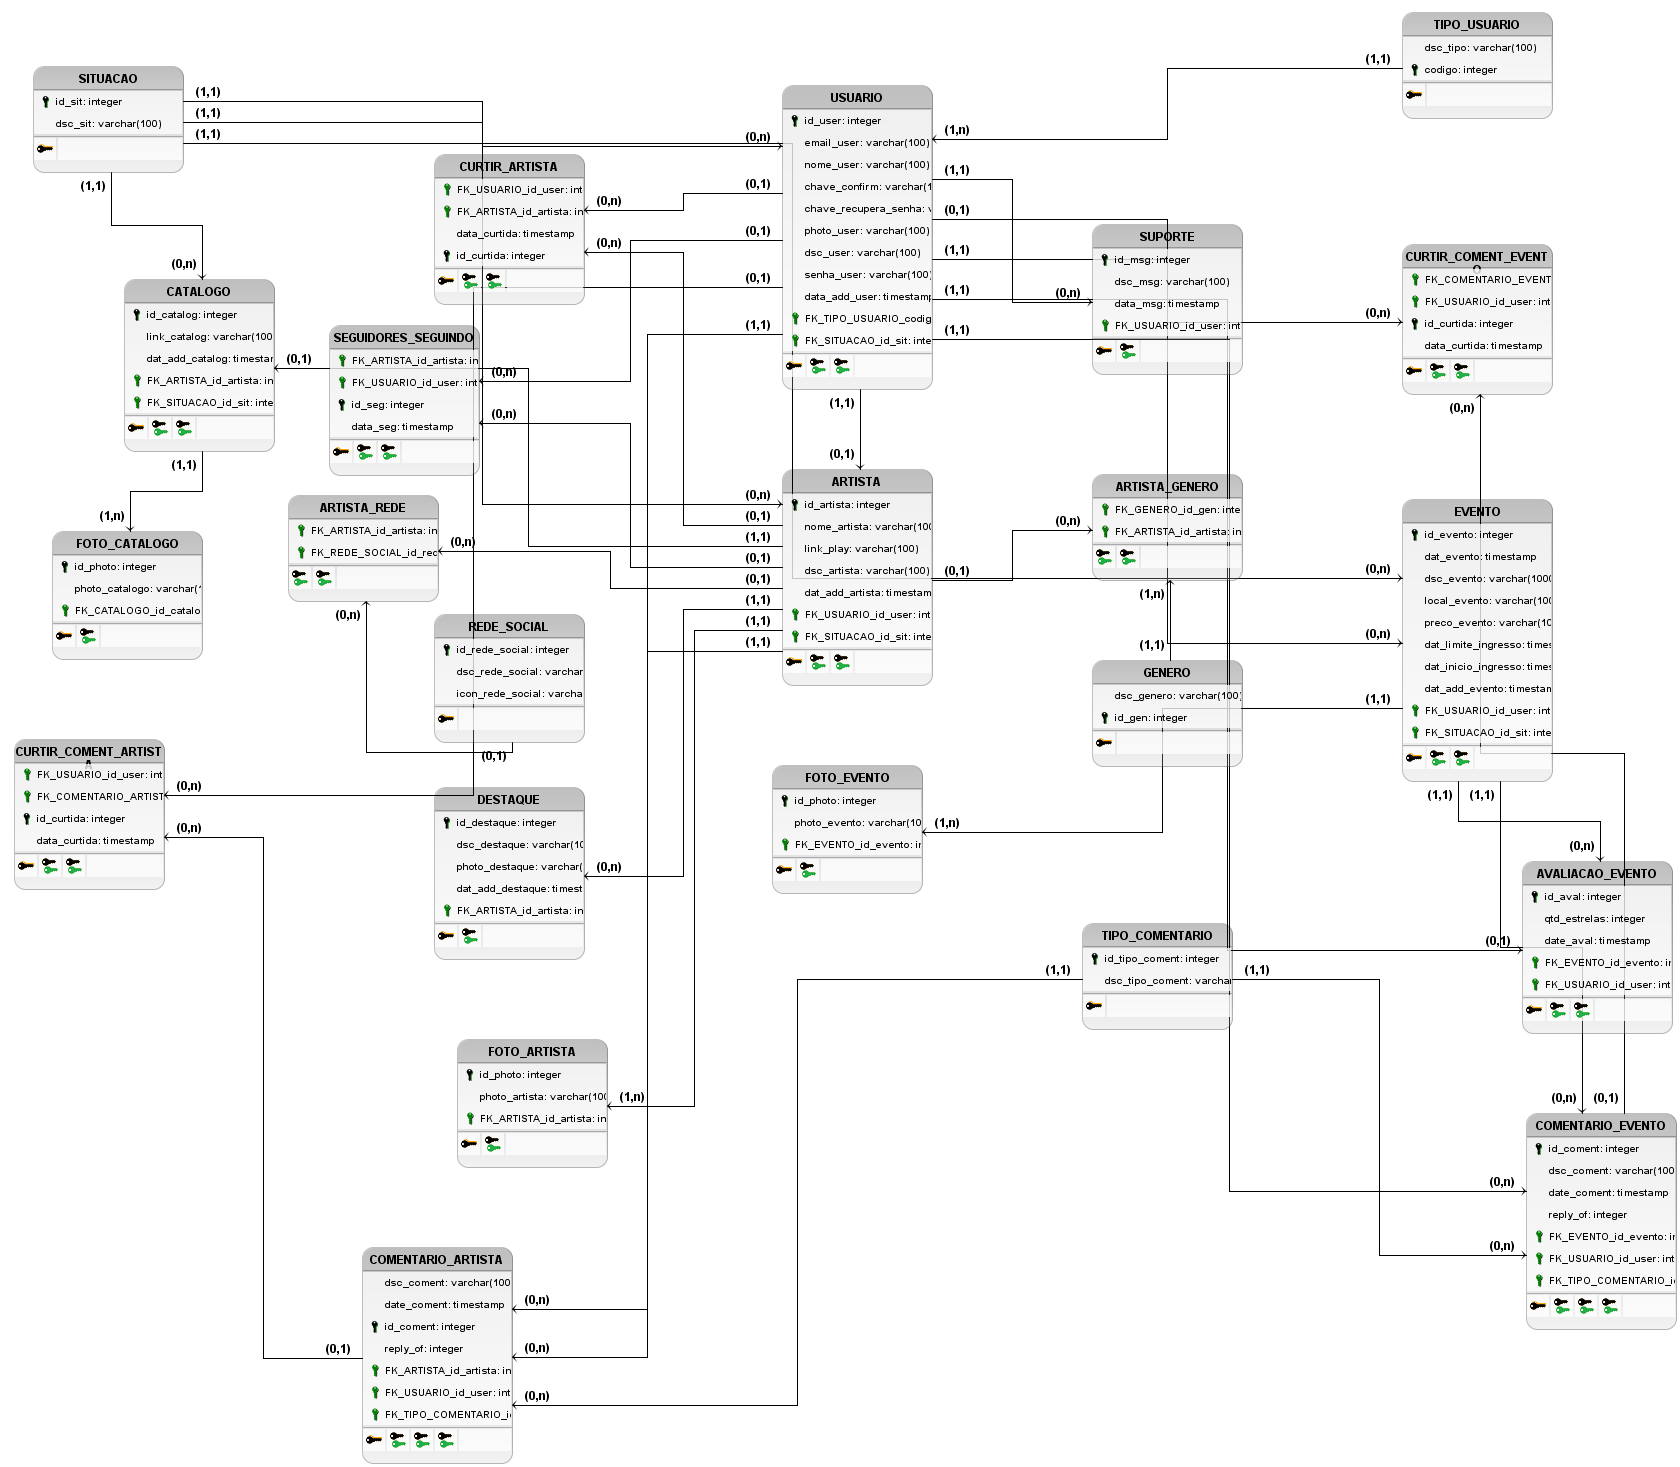 TIPO_USUARIO
dsc_tipo: varchar(100)
codigo: integer
(1,1)
SITUACAO
id_sit: integer
dsc_sit: varchar(100)
(1,1)
(1,1)
(1,1)
(1,1)
(0,n)
USUARIO
id_user: integer
email_user: varchar(100)
nome_user: varchar(100)
chave_confirm: varchar(1
chave_recupera_senha: v
photo_user: varchar(100)
dsc_user: varchar(100)
senha_user: varchar(100)
data_add_user: timestamp
FK_TIPO_USUARIO_codig
FK_SITUACAO_id_sit: inte
(0,n)
(0,1)
(0,1)
(0,1)
(1,1)
(1,n)
(1,1)
(0,1)
(1,1)
(1,1)
(1,1)
(1,1)
(0,1)
CURTIR_ARTISTA
FK_USUARIO_id_user: int
FK_ARTISTA_id_artista: in
data_curtida: timestamp
id_curtida: integer
(0,n)
(0,n)
SUPORTE
id_msg: integer
dsc_msg: varchar(100)
data_msg: timestamp
FK_USUARIO_id_user: int
(0,n)
CURTIR_COMENT_EVENT
O
FK_COMENTARIO_EVENT
FK_USUARIO_id_user: int
id_curtida: integer
data_curtida: timestamp
(0,n)
(0,n)
CATALOGO
id_catalog: integer
link_catalog: varchar(100
dat_add_catalog: timestar
FK_ARTISTA_id_artista: in
FK_SITUACAO_id_sit: inte
(0,1)
(1,1)
(1,n)
SEGUIDORES_SEGUINDO
FK_ARTISTA_id_artista: in
FK_USUARIO_id_user: int
id_seg: integer
data_seg: timestamp
(0,n)
(0,n)
ARTISTA
id_artista: integer
nome_artista: varchar(100
link_play: varchar(100)
dsc_artista: varchar(100)
dat_add_artista: timestam
FK_USUARIO_id_user: int
FK_SITUACAO_id_sit: inte
(0,n)
(0,1)
(1,1)
(0,1)
(0,1)
(1,1)
(1,1)
(1,1)
(0,1)
ARTISTA_GENERO
FK_GENERO_id_gen: inte
FK_ARTISTA_id_artista: in
(0,n)
(1,n)
(1,1)
EVENTO
id_evento: integer
dat_evento: timestamp
dsc_evento: varchar(1000
local_evento: varchar(100
preco_evento: varchar(10
dat_limite_ingresso: times
dat_inicio_ingresso: times
dat_add_evento: timestan
FK_USUARIO_id_user: int
FK_SITUACAO_id_sit: inte
(0,n)
(0,n)
(1,1)
(1,1)
(1,1)
ARTISTA_REDE
FK_ARTISTA_id_artista: in
FK_REDE_SOCIAL_id_rec
(0,n)
(0,n)
FOTO_CATALOGO
id_photo: integer
photo_catalogo: varchar(
FK_CATALOGO_id_catalo
REDE_SOCIAL
id_rede_social: integer
dsc_rede_social: varchar
icon_rede_social: varcha
(0,1)
GENERO
dsc_genero: varchar(100)
id_gen: integer
CURTIR_COMENT_ARTIST
A
FK_USUARIO_id_user: int
FK_COMENTARIO_ARTIST
id_curtida: integer
data_curtida: timestamp
(0,n)
(0,n)
DESTAQUE
id_destaque: integer
dsc_destaque: varchar(10
photo_destaque: varchar(
dat_add_destaque: timest
FK_ARTISTA_id_artista: in
(0,n)
FOTO_EVENTO
id_photo: integer
photo_evento: varchar(10
FK_EVENTO_id_evento: ir
(1,n)
AVALIACAO_EVENTO
id_aval: integer
qtd_estrelas: integer
date_aval: timestamp
FK_EVENTO_id_evento: ir
FK_USUARIO_id_user: int
(0,n)
(0,1)
TIPO_COMENTARIO
id_tipo_coment: integer
dsc_tipo_coment: varchar
(1,1)
(1,1)
FOTO_ARTISTA
id_photo: integer
photo_artista: varchar(100
FK_ARTISTA_id_artista: in
(1,n)
COMENTARIO_EVENTO
id_coment: integer
dsc_coment: varchar(100
date_coment: timestamp
reply_of: integer
FK_EVENTO_id_evento: ir
FK_USUARIO_id_user: int
FK_TIPO_COMENTARIO_i
(0,n)
(0,1)
(0,n)
(0,n)
COMENTARIO_ARTISTA
dsc_coment: varchar(100
date_coment: timestamp
id_coment: integer
reply_of: integer
FK_ARTISTA_id_artista: in
FK_USUARIO_id_user: int
FK_TIPO_COMENTARIO_i
(0,1)
(0,n)
(0,n)
(0,n)